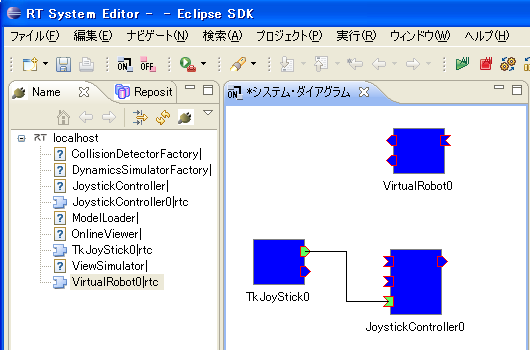 RT System Editor - - Eclipse SDK
ファイル(F) 編集(E) ナビゲート(N) 検索(A) プロジェクト(P) 実行(R) ウィンドウ(W) ヘルプ(H)
ON OFF
Name Reposit
ON *システム・ダイアグラム
RT localhost
CollisionDetectorFactory|
DynamicsSimulatorFactory|
JoystickController|
JoystickController0|rtc
ModelLoader|
OnlineViewer|
TkJoyStick0|rtc
ViewSimulator|
VirtualRobot0|rtc
VirtualRobot0
TkJoyStick0
JoystickController0